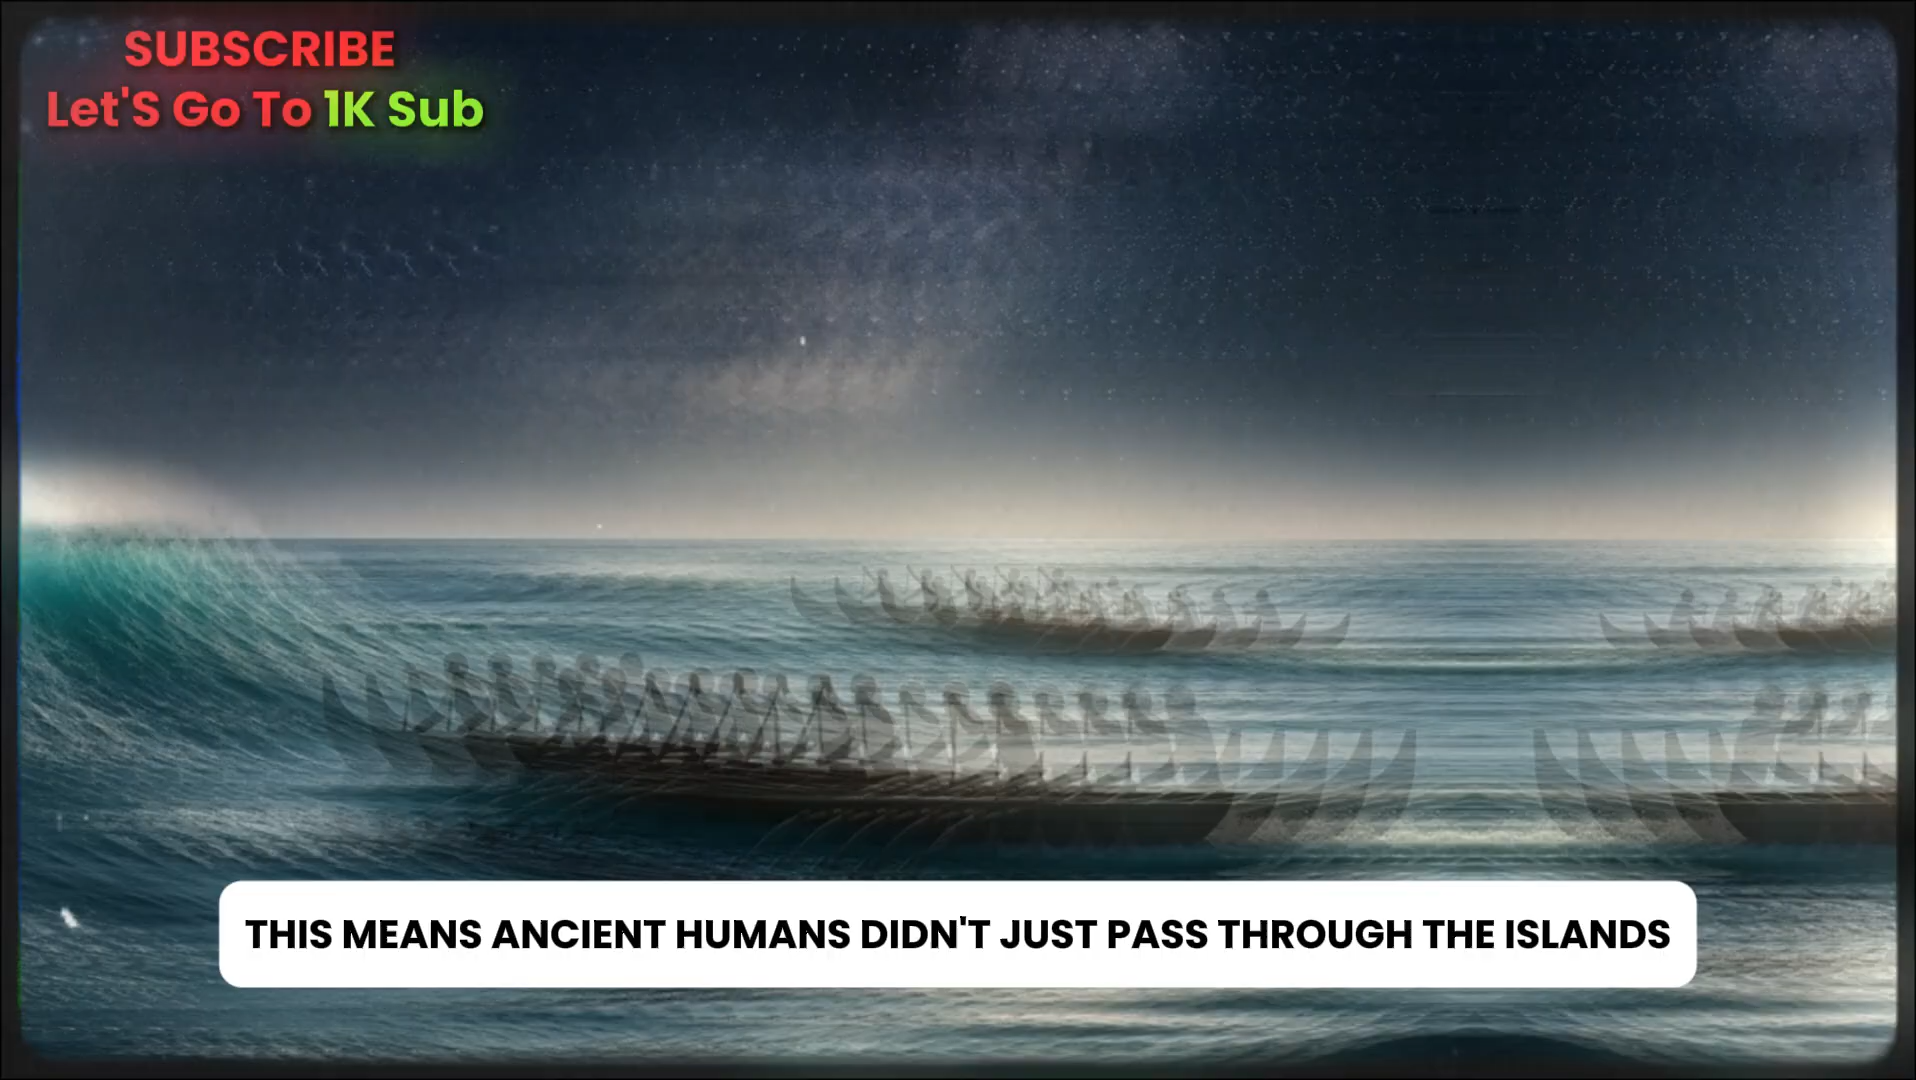 SUBSCRIBE
Let'S Go To 1K Sub
THIS MEANS ANCIENT HUMANS DIDN'T JUST PASS THROUGH THE ISLANDS